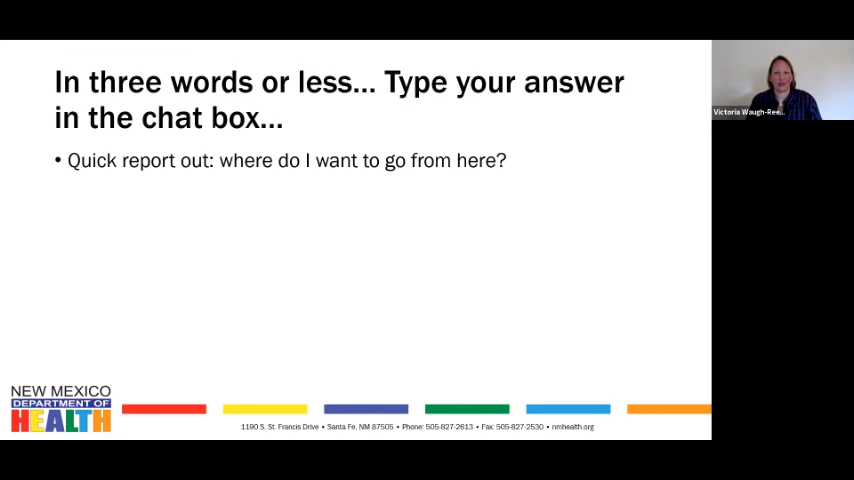 In three words or less... Type your answer
in the chat box...
• Quick report out: where do I want to go from here?
Victoria Waugh-Ree...
NEW MEXICO
DEPARTMENT OF
HEALTH
1190 S. St. Francis Drive • Santa Fe, NM 87505 • Phone: 505-827-2613 • Fax: 505-827-2530 • nmhealth.org